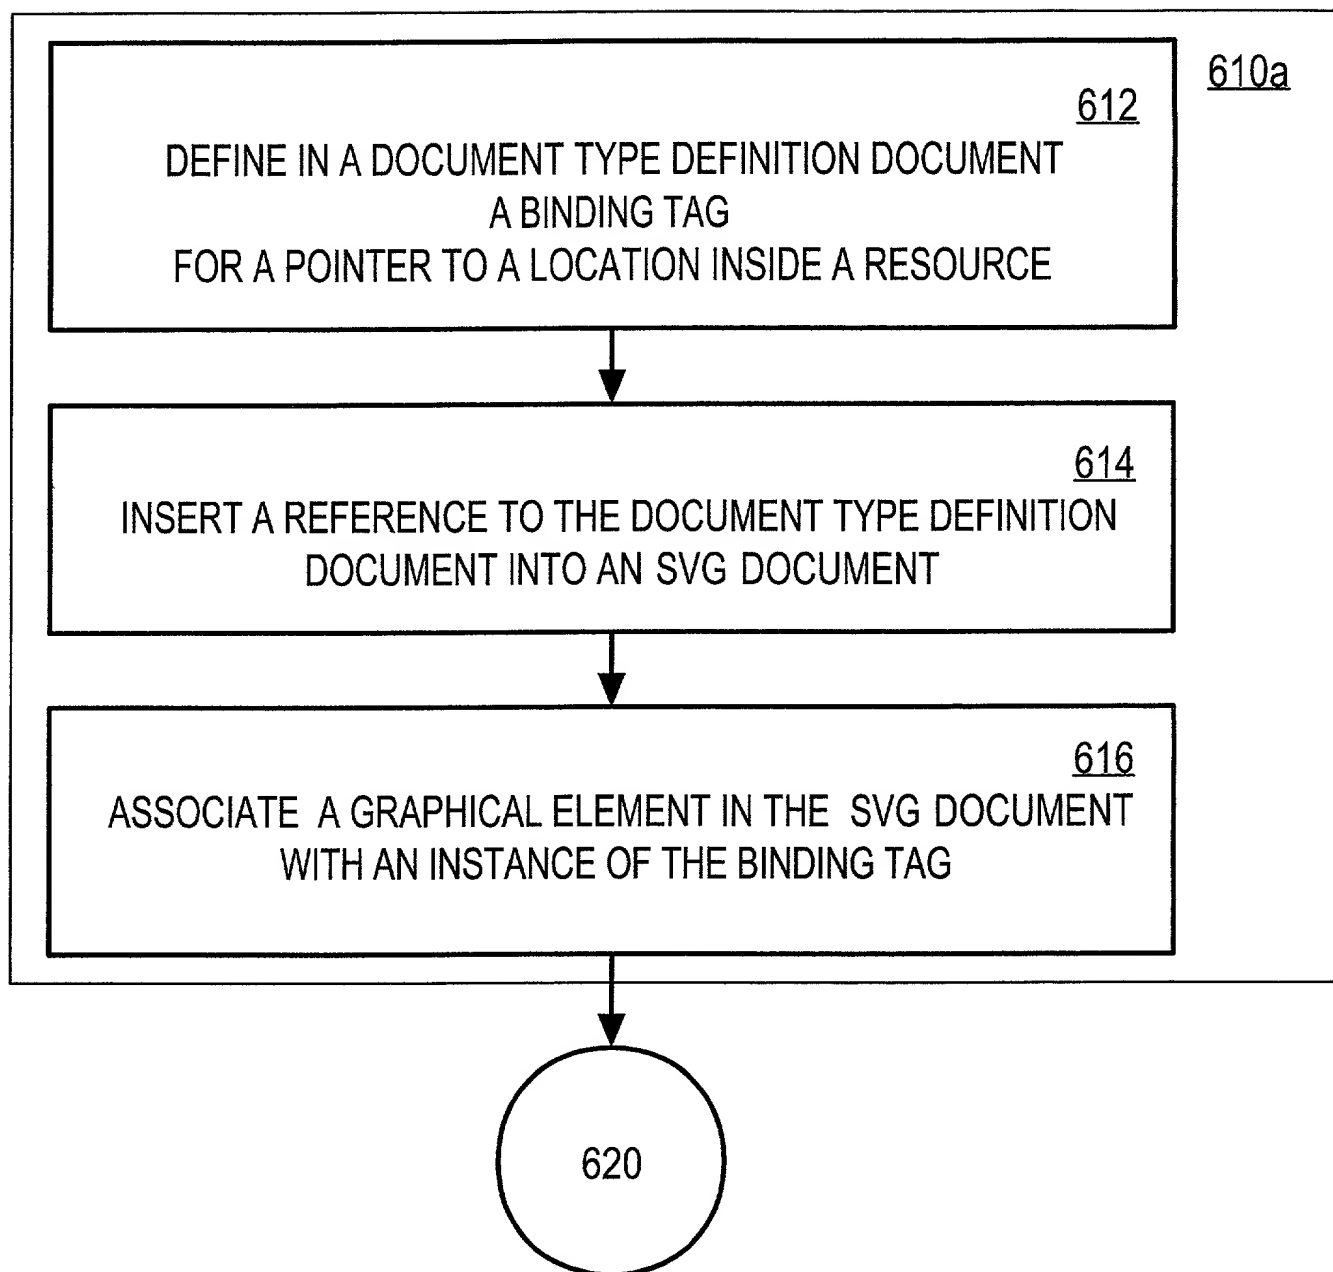 610a
612
DEFINE IN A DOCUMENT TYPE DEFINITION DOCUMENT
A BINDING TAG
FOR A POINTER TO A LOCATION INSIDE A RESOURCE
614
INSERT A REFERENCE TO THE DOCUMENT TYPE DEFINITION
DOCUMENT INTO AN SVG DOCUMENT
616
ASSOCIATE A GRAPHICAL ELEMENT IN THE SVG DOCUMENT
WITH AN INSTANCE OF THE BINDING TAG
620